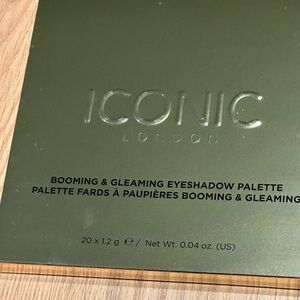 ICONIC
LONDON
BOOMING & GLEAMING EYESHADOW PALETTE
PALETTE FARDS À PAUPIÈRES BOOMING & GLEAMING
20 x 1.2 g ℮ / Net Wt. 0.04 oz. (US)